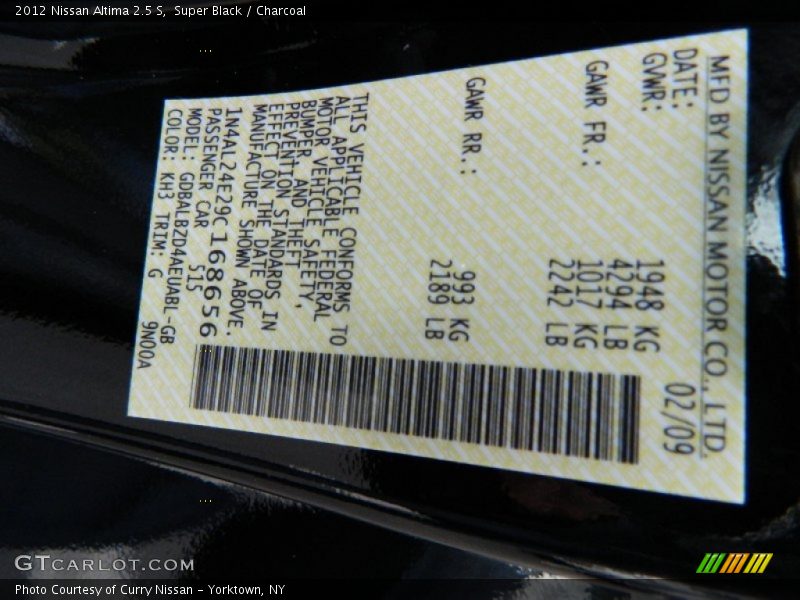 2012 Nissan Altima 2.5 S, Super Black / Charcoal
MFD BY NISSAN MOTOR CO., LTD.
DATE: 02/09
GVWR: 1948 KG
4294 LB
GAWR FR.: 1017 KG
2242 LB
GAWR RR.: 993 KG
2189 LB
THIS VEHICLE CONFORMS TO
ALL APPLICABLE FEDERAL
MOTOR VEHICLE SAFETY,
BUMPER AND THEFT
PREVENTION STANDARDS IN
EFFECT ON THE DATE OF
MANUFACTURE SHOWN ABOVE.
1N4AL24E29C168656
PASSENGER CAR 515
MODEL: GDBALBZD4AEUABL-GB
COLOR: KH3 TRIM: G 9N00A
GTCARLOT.COM
Photo Courtesy of Curry Nissan - Yorktown, NY